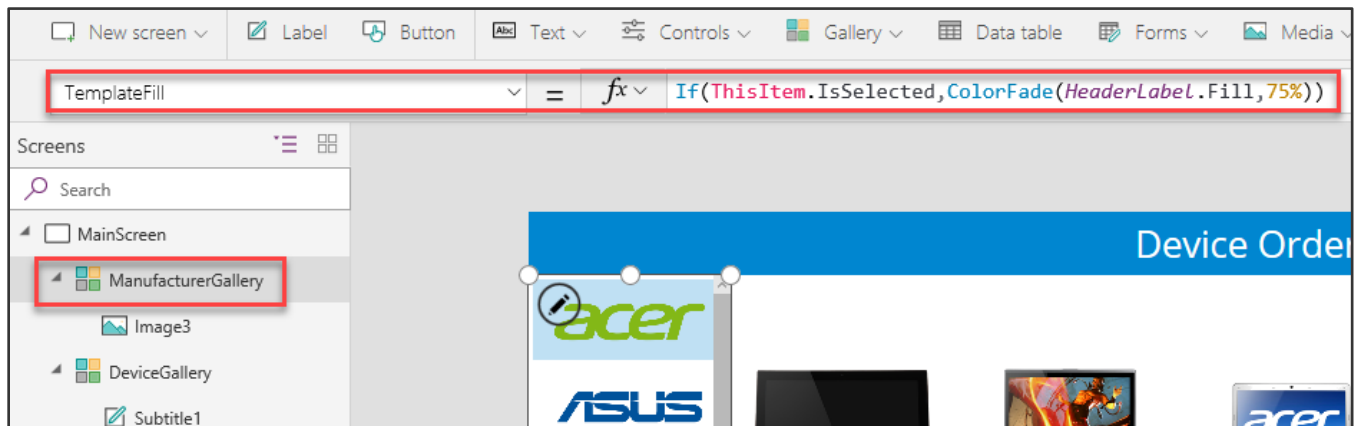 New screen Label Button Abc Text Controls Gallery Data table Forms Media
TemplateFill = fx If(ThisItem.IsSelected,ColorFade(HeaderLabel.Fill,75%))
Screens
Search
MainScreen
Device Order
ManufacturerGallery
acer
Image3
DeviceGallery
ASUS
acer
Subtitle1